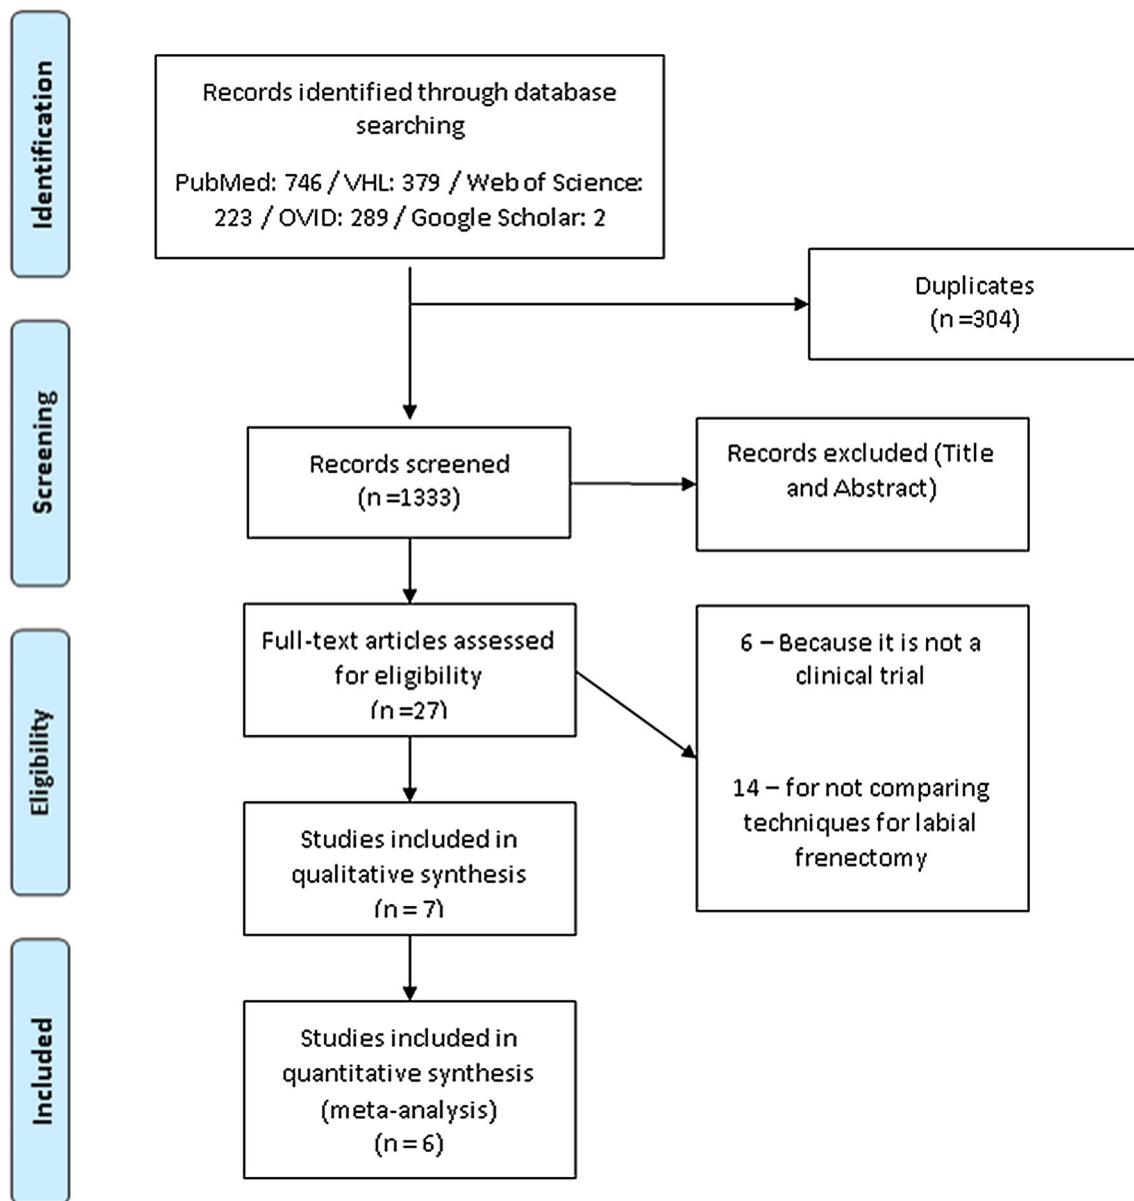 Identification
Records identified through database
searching
PubMed: 746 / VHL: 379 / Web of Science:
223 / OVID: 289 / Google Scholar: 2
Duplicates
(n =304)
Screening
Records screened
(n =1333)
Records excluded (Title
and Abstract)
Eligibility
Full-text articles assessed
for eligibility
(n =27)
6 – Because it is not a
clinical trial
14 – for not comparing
techniques for labial
frenectomy
Studies included in
qualitative synthesis
(n = 7)
Included
Studies included in
quantitative synthesis
(meta-analysis)
(n = 6)